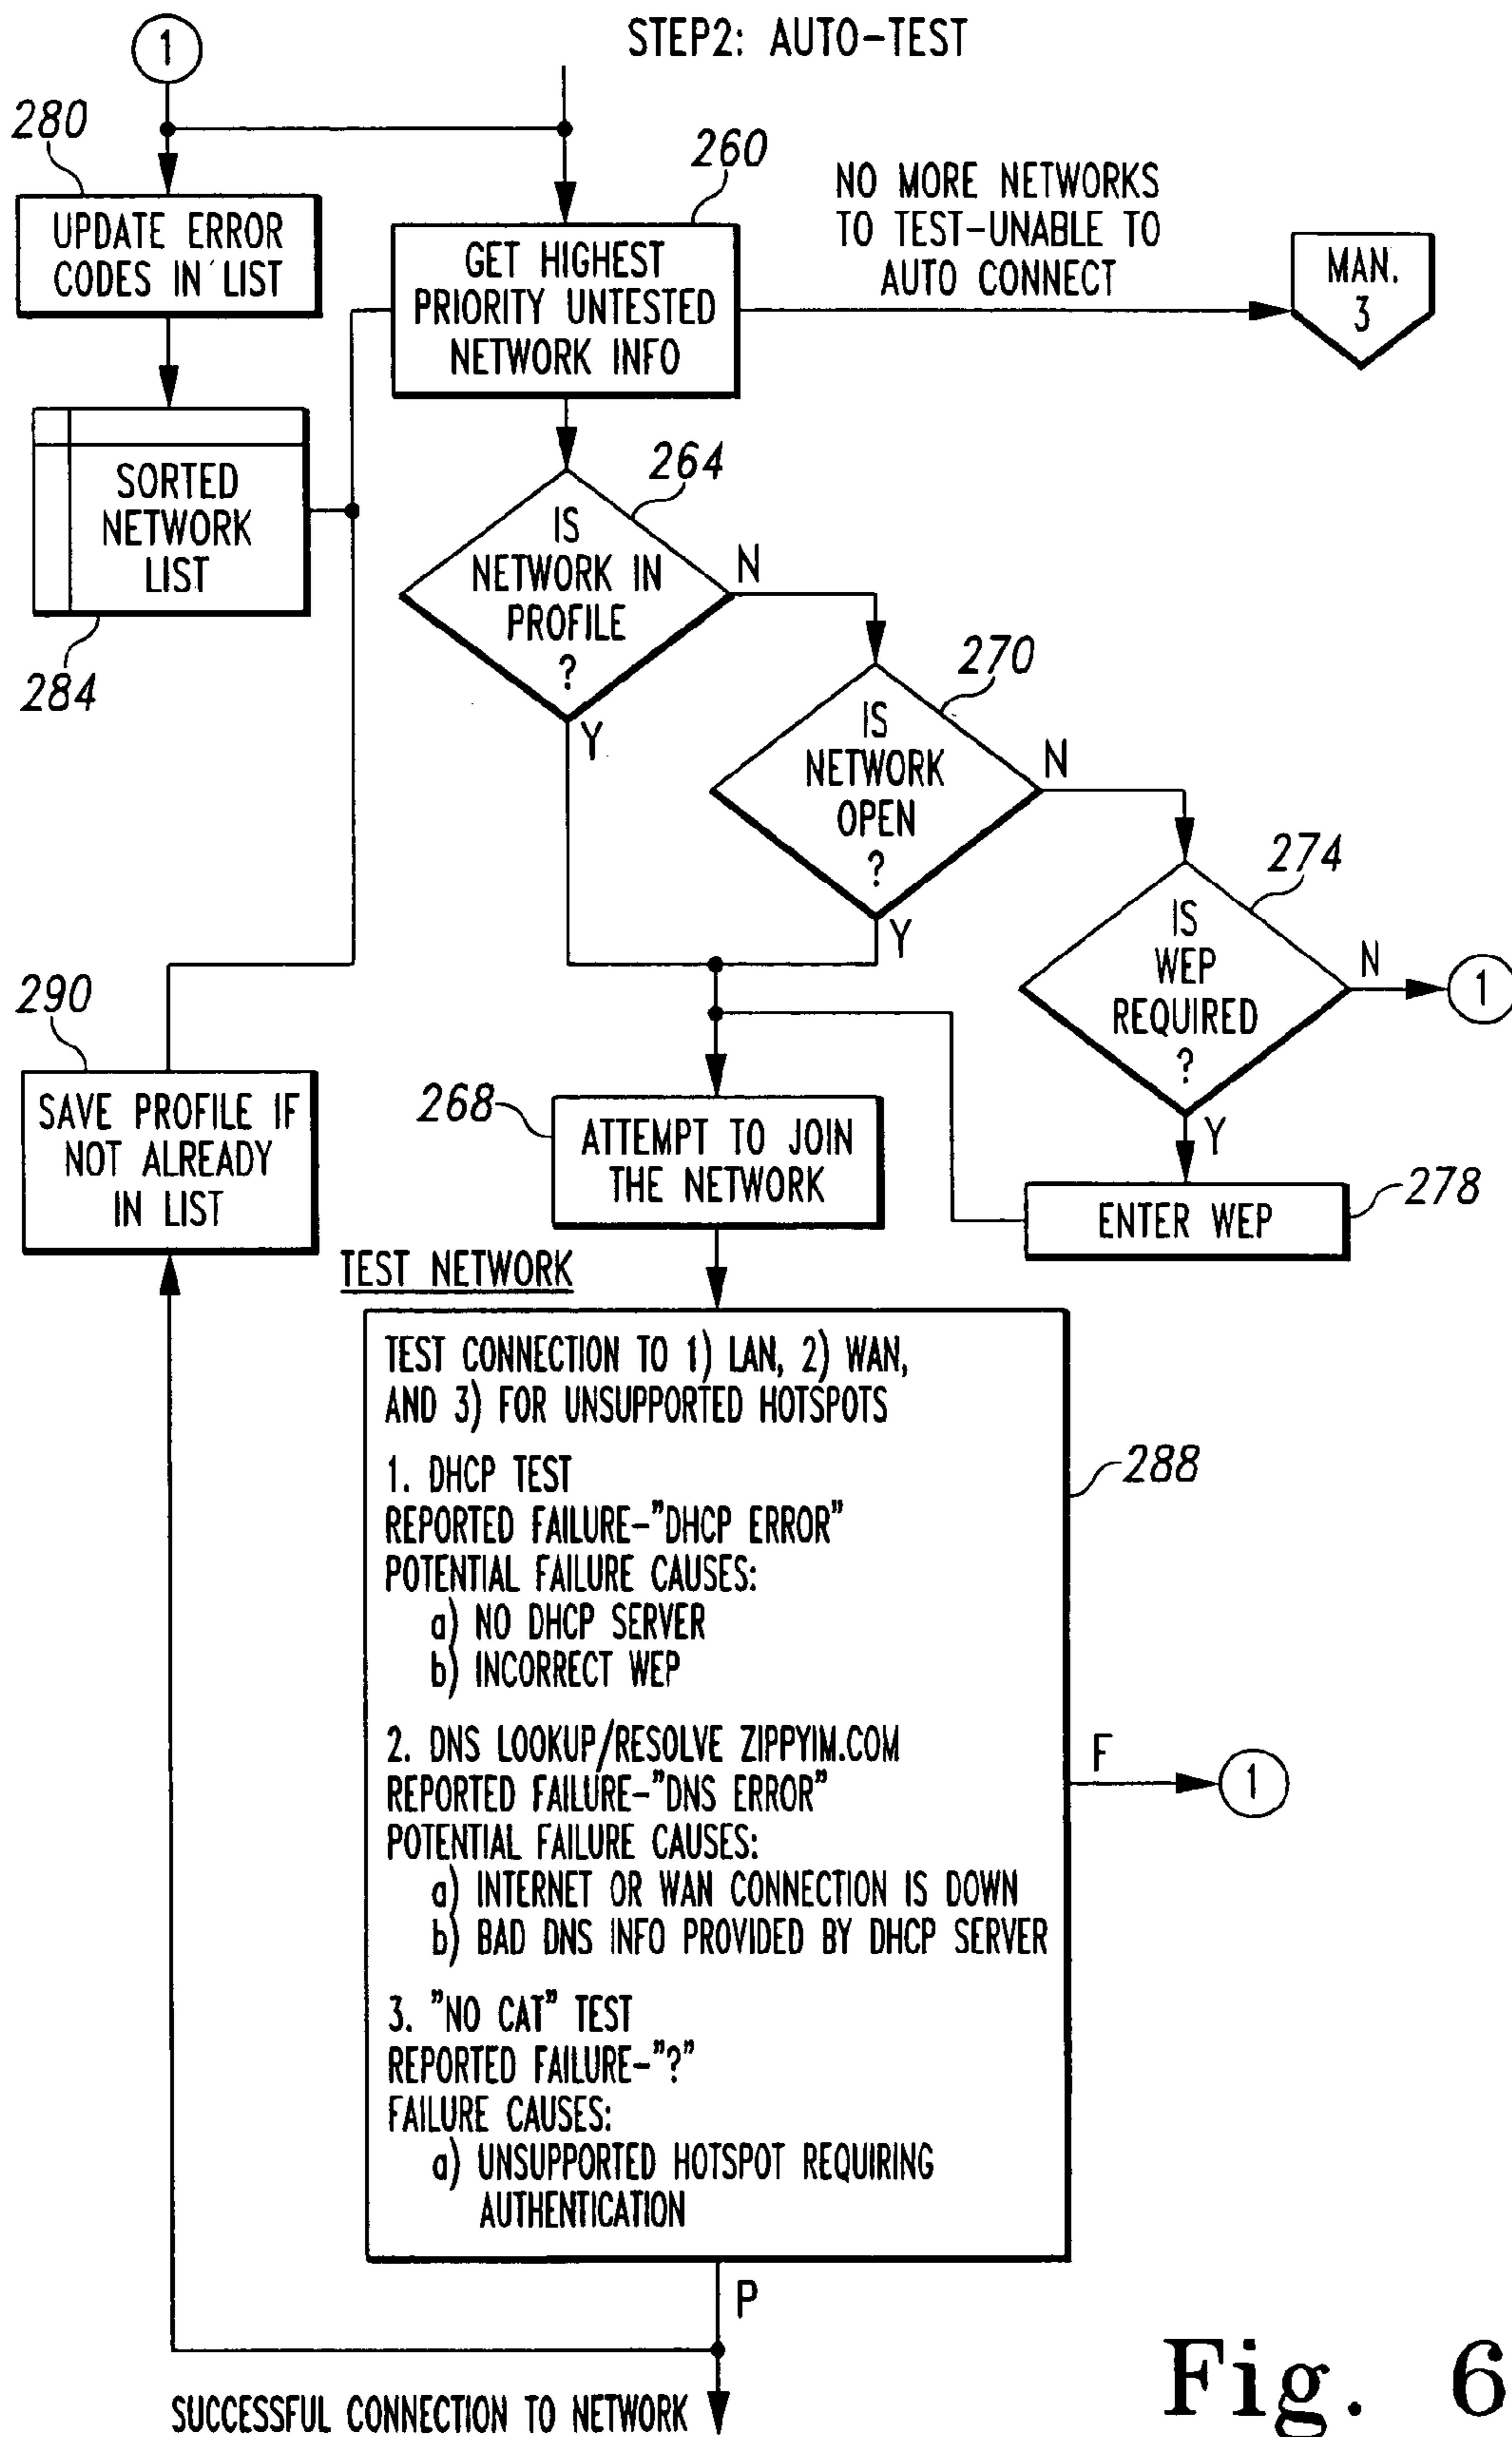 1
STEP2: AUTO-TEST
280
260
UPDATE ERROR
CODES IN LIST
GET HIGHEST
PRIORITY UNTESTED
NETWORK INFO
NO MORE NETWORKS
TO TEST-UNABLE TO
AUTO CONNECT
MAN.
3
SORTED
NETWORK
LIST
284
264
IS
NETWORK IN
PROFILE
?
N
Y
270
IS
NETWORK
OPEN
?
N
Y
274
IS
WEP
REQUIRED
?
N
1
Y
290
SAVE PROFILE IF
NOT ALREADY
IN LIST
268
ATTEMPT TO JOIN
THE NETWORK
ENTER WEP
278
TEST NETWORK
TEST CONNECTION TO 1) LAN, 2) WAN,
AND 3) FOR UNSUPPORTED HOTSPOTS
1. DHCP TEST
REPORTED FAILURE-"DHCP ERROR"
POTENTIAL FAILURE CAUSES:
a) NO DHCP SERVER
b) INCORRECT WEP
288
2. DNS LOOKUP/RESOLVE ZIPPYIM.COM
REPORTED FAILURE-"DNS ERROR"
POTENTIAL FAILURE CAUSES:
a) INTERNET OR WAN CONNECTION IS DOWN
b) BAD DNS INFO PROVIDED BY DHCP SERVER
F
1
3. "NO CAT" TEST
REPORTED FAILURE-"?"
FAILURE CAUSES:
a) UNSUPPORTED HOTSPOT REQUIRING
AUTHENTICATION
P
SUCCESSFUL CONNECTION TO NETWORK
Fig. 6